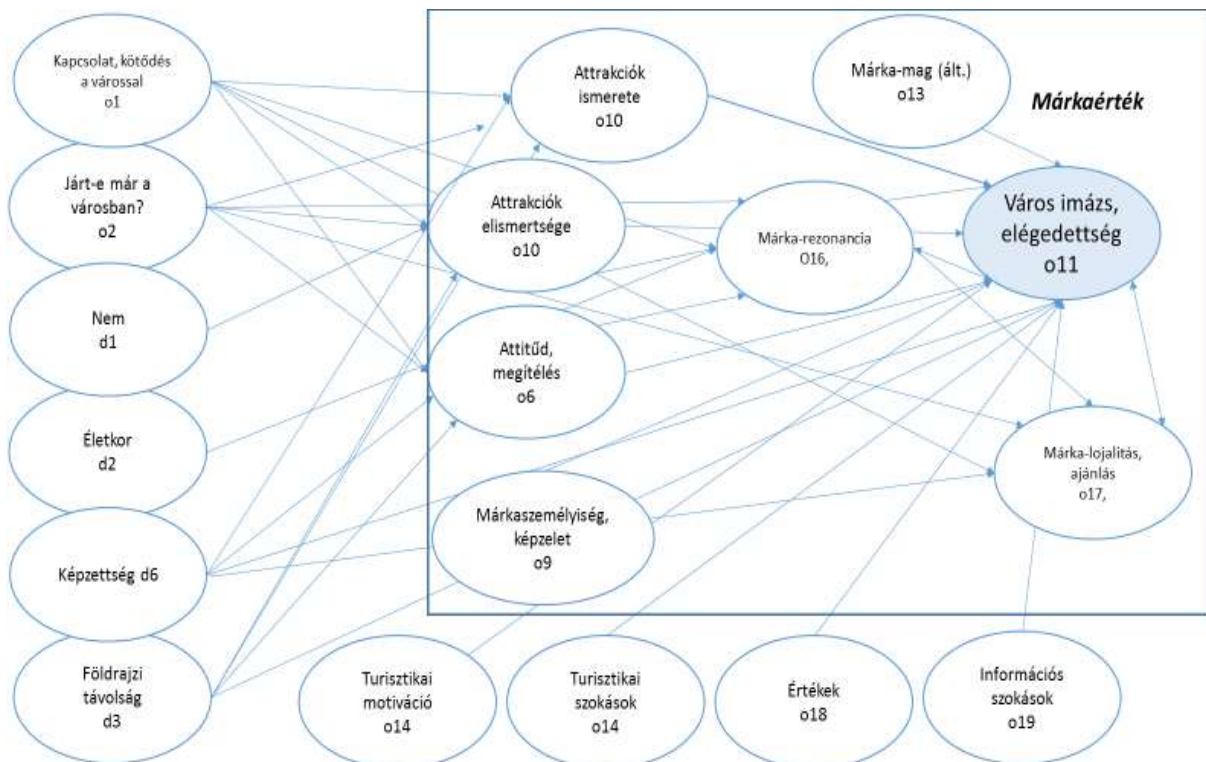 Kapcsolat, kötődés
a várossal
o1
Járt-e már a
városban?
o2
Nem
d1
Életkor
d2
Képzettség d6
Földrajzi
távolság
d3
Attrakciók
ismerete
o10
Attrakciók
elismertsége
o10
Attitűd,
megítélés
o6
Márkaszemélyiség,
képzelet
o9
Márka-mag (ált.)
o13
Márkaérték
Márka-rezonancia
O16,
Város imázs,
elégedettség
o11
Márka-lojalitás,
ajánlás
o17,
Turisztikai
motiváció
o14
Turisztikai
szokások
o14
Értékek
o18
Információs
szokások
o19